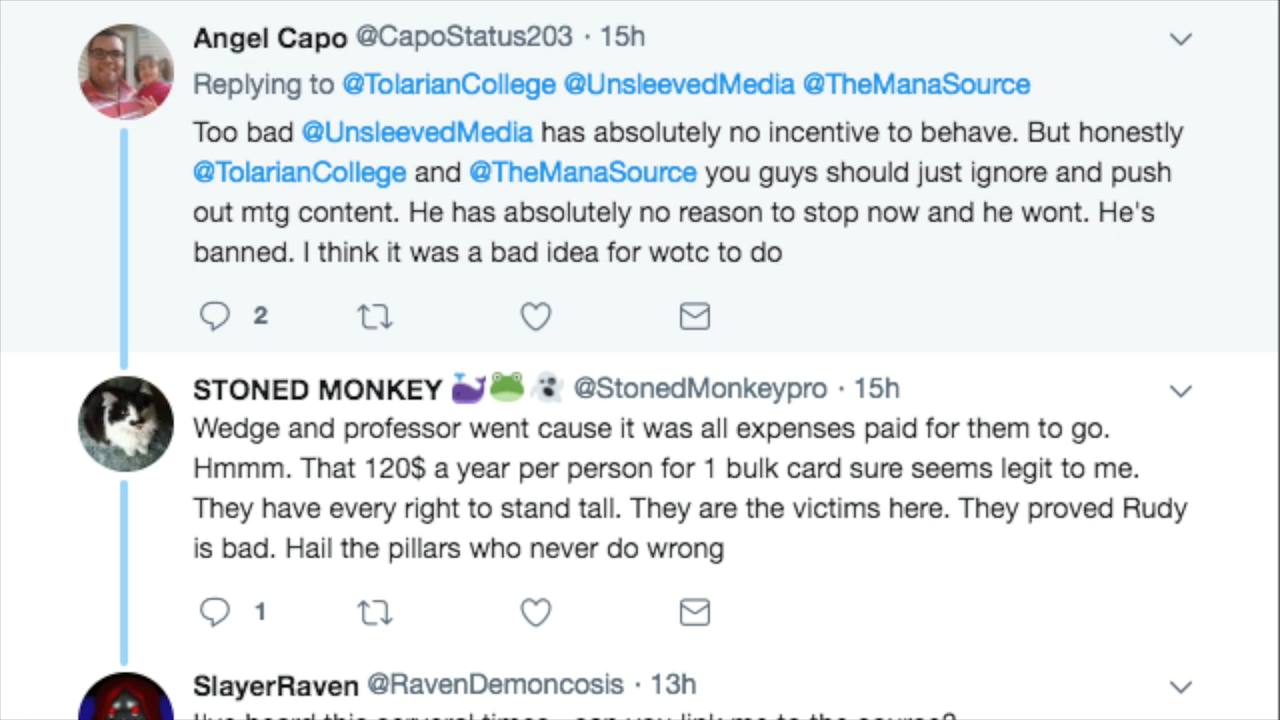 Angel Capo @CapoStatus203 · 15h
Replying to @TolarianCollege @UnsleevedMedia @TheManaSource
Too bad @UnsleevedMedia has absolutely no incentive to behave. But honestly
@TolarianCollege and @TheManaSource you guys should just ignore and push
out mtg content. He has absolutely no reason to stop now and he wont. He's
banned. I think it was a bad idea for wotc to do
2
STONED MONKEY 🐳🐸👻 @StonedMonkeypro · 15h
Wedge and professor went cause it was all expenses paid for them to go.
Hmmm. That 120$ a year per person for 1 bulk card sure seems legit to me.
They have every right to stand tall. They are the victims here. They proved Rudy
is bad. Hail the pillars who never do wrong
1
SlayerRaven @RavenDemoncosis · 13h